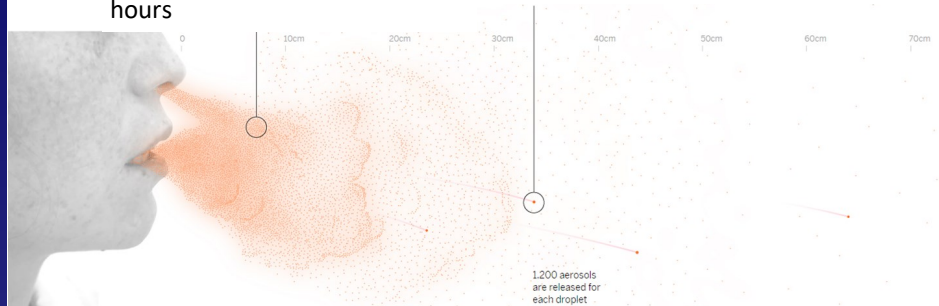 hours
0 10cm 20cm 30cm 40cm 50cm 60cm 70cm
1.200 aerosols
are released for
each droplet